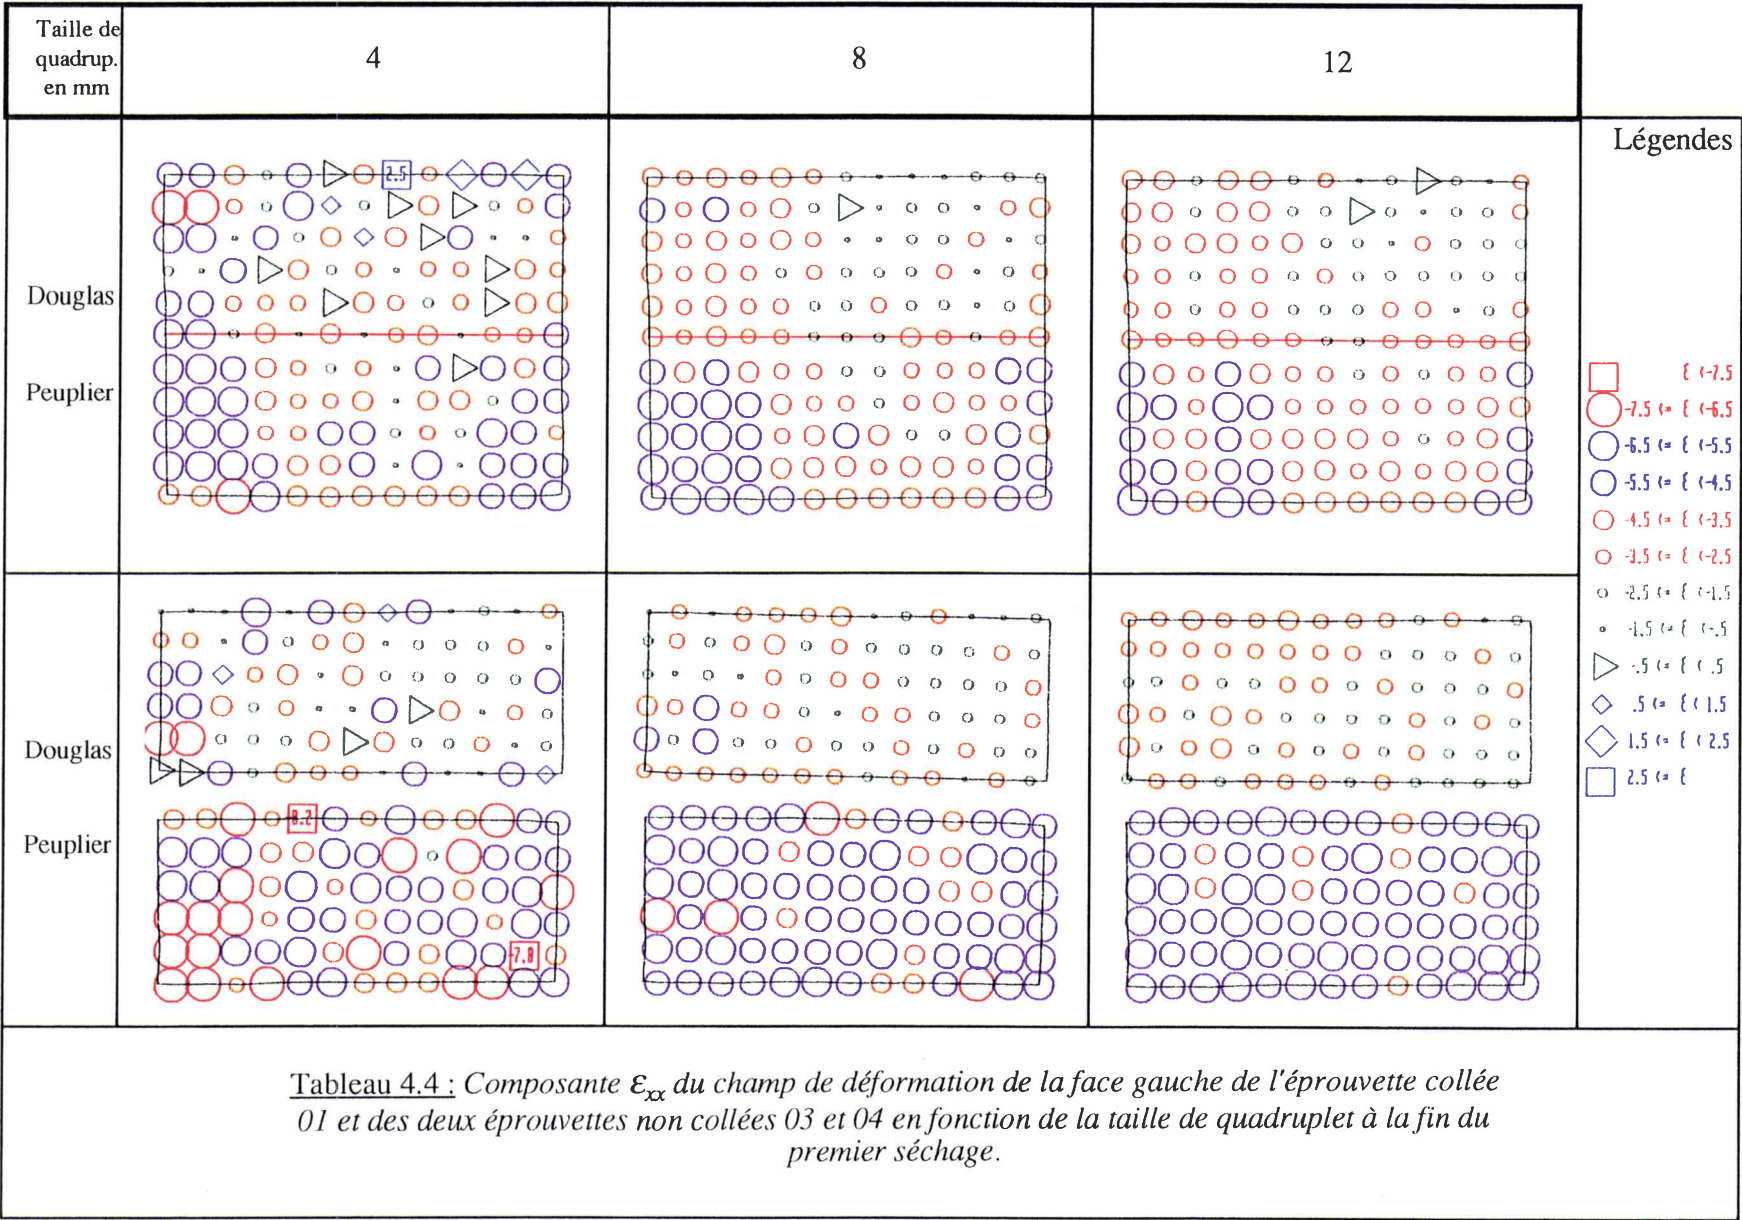 Taille de
quadrup.
en mm
4
8
12
Légendes
Douglas
Peuplier
2.5
ε <-7.5
-7.5 <= ε <-6.5
-6.5 <= ε <-5.5
-5.5 <= ε <-4.5
-4.5 <= ε <-3.5
-3.5 <= ε <-2.5
-2.5 <= ε <-1.5
-1.5 <= ε <-.5
-.5 <= ε < .5
.5 <= ε < 1.5
1.5 <= ε < 2.5
2.5 <= ε
Douglas
Peuplier
Tableau 4.4 : Composante εxx du champ de déformation de la face gauche de l'éprouvette collée
01 et des deux éprouvettes non collées 03 et 04 en fonction de la taille de quadruplet à la fin du
premier séchage.